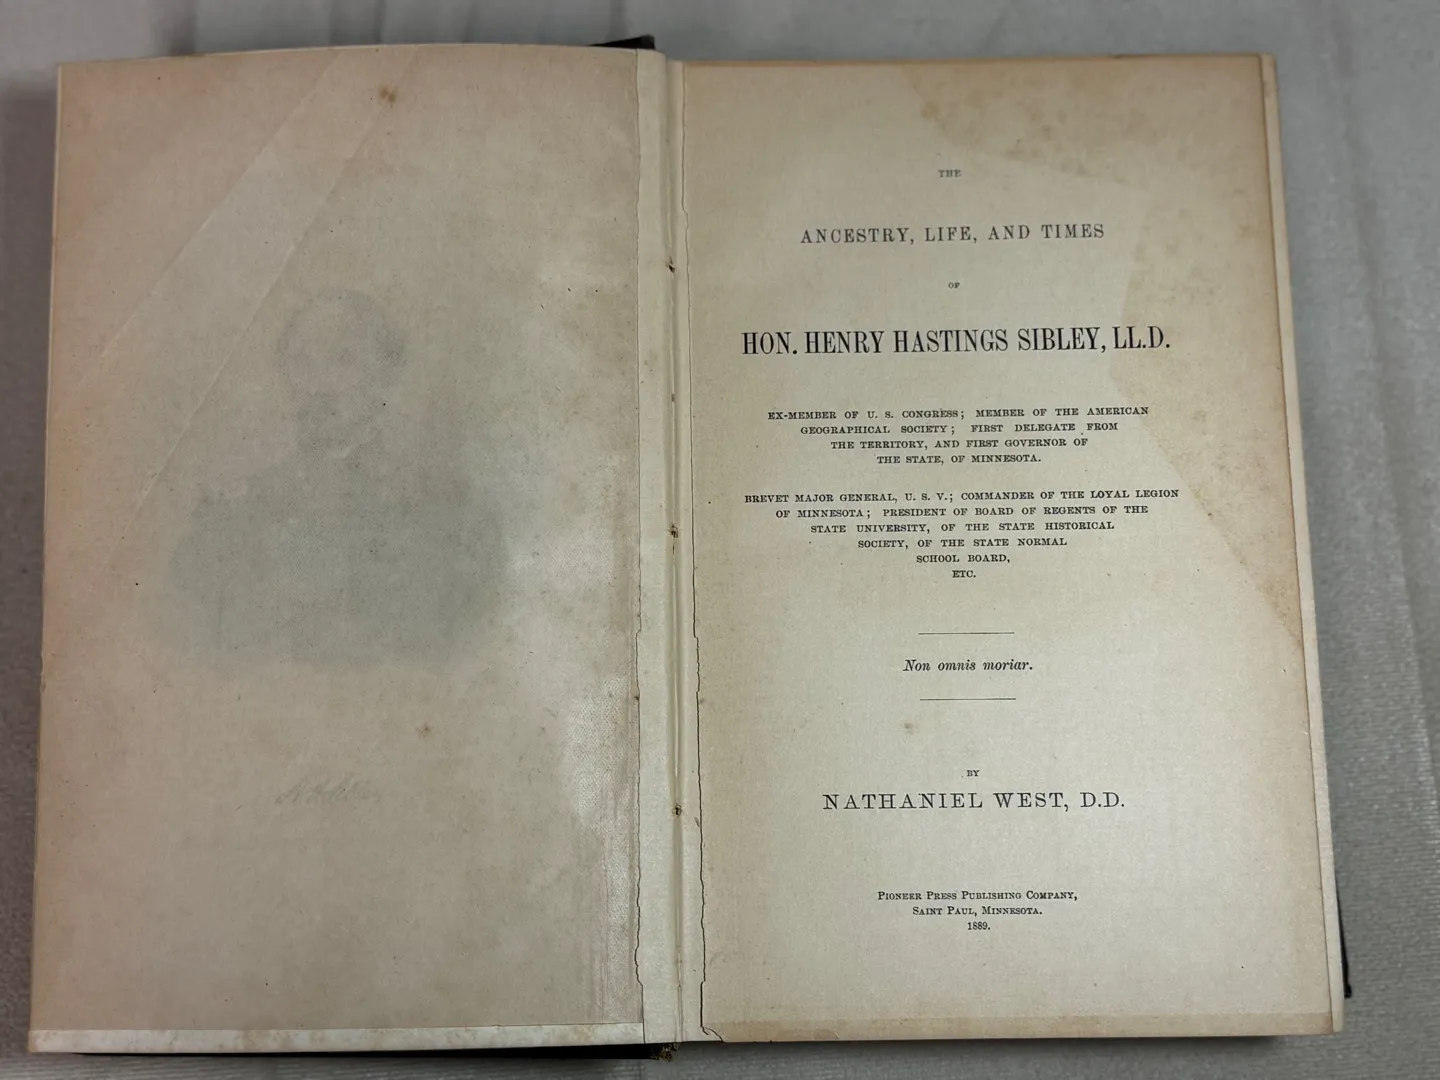 THE
ANCESTRY, LIFE, AND TIMES
OF
HON. HENRY HASTINGS SIBLEY, LL.D.
EX-MEMBER OF U. S. CONGRESS; MEMBER OF THE AMERICAN
GEOGRAPHICAL SOCIETY; FIRST DELEGATE FROM
THE TERRITORY, AND FIRST GOVERNOR OF
THE STATE, OF MINNESOTA.
BREVET MAJOR GENERAL, U. S. V.; COMMANDER OF THE LOYAL LEGION
OF MINNESOTA; PRESIDENT OF BOARD OF REGENTS OF THE
STATE UNIVERSITY, OF THE STATE HISTORICAL
SOCIETY, OF THE STATE NORMAL
SCHOOL BOARD,
ETC.
Non omnis moriar.
BY
NATHANIEL WEST, D.D.
PIONEER PRESS PUBLISHING COMPANY,
SAINT PAUL, MINNESOTA.
1889.